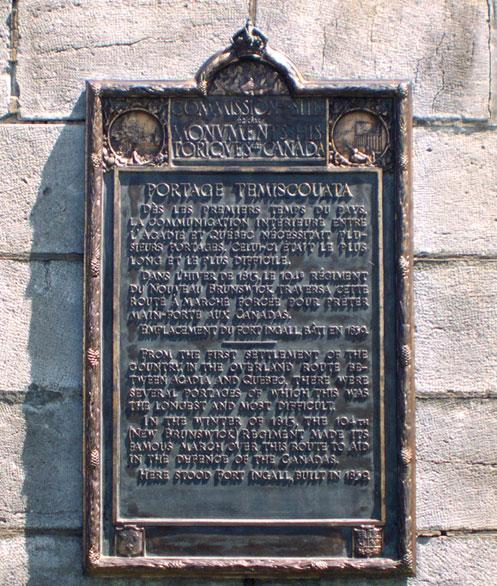 COMMISSION DES
SITES ET
MONUMENTS HIS
TORIQUES DU CANADA
PORTAGE TEMISCOUATA
DÈS LES PREMIERS TEMPS DU PAYS,
LA COMMUNICATION INTÉRIEURE ENTRE
L'ACADIE ET QUÉBEC NÉCESSITAIT PLU-
SIEURS PORTAGES. CELUI-CY ÉTAIT LE PLUS
LONG ET LE PLUS DIFFICILE.
DANS L'HIVER DE 1813, LE 104E RÉGIMENT
DU NOUVEAU BRUNSWICK TRAVERSA CETTE
ROUTE À MARCHE FORCÉE POUR PRÊTER
MAIN-FORTE AUX CANADAS.
EMPLACEMENT DU FORT INGALL, BÂTI EN 1839.
FROM THE FIRST SETTLEMENT OF THE
COUNTRY, IN THE OVERLAND ROUTE BE-
TWEEN ACADIA AND QUEBEC, THERE WERE
SEVERAL PORTAGES OF WHICH THIS WAS
THE LONGEST AND MOST DIFFICULT.
IN THE WINTER OF 1813, THE 104TH
(NEW BRUNSWICK) REGIMENT MADE ITS
FAMOUS MARCH OVER THIS ROUTE TO AID
IN THE DEFENCE OF THE CANADAS.
HERE STOOD FORT INGALL, BUILT IN 1839.